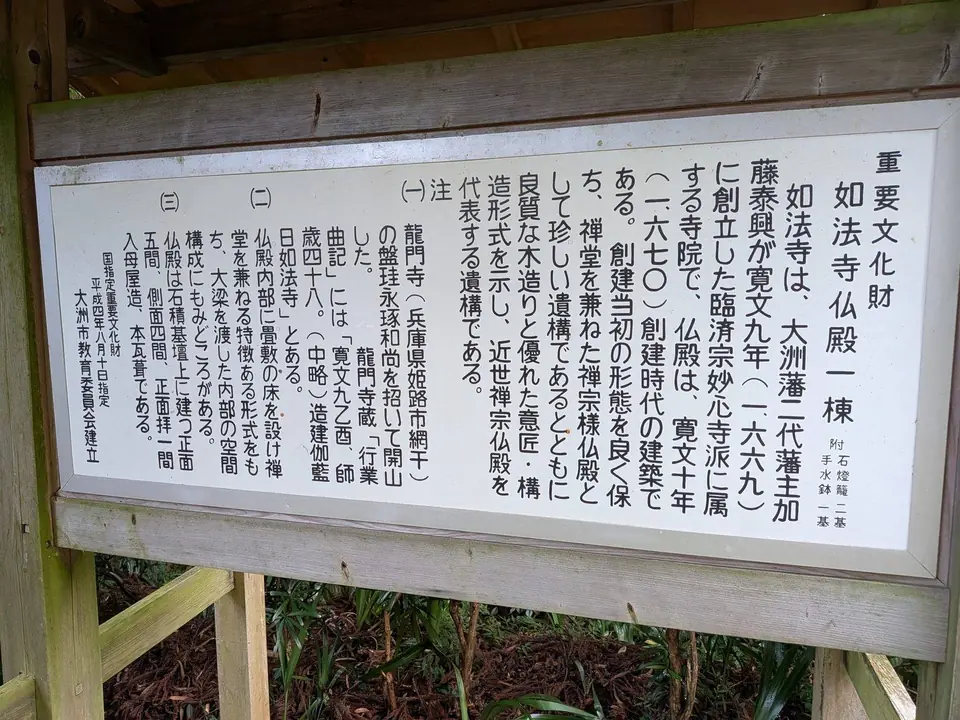 重要文化財
如法寺仏殿一棟
附石燈籠二基
手水鉢一基
如法寺は、大洲藩二代藩主加
藤泰興が寛文九年(一六六九)
に創立した臨済宗妙心寺派に属
する寺院で、仏殿は、寛文十年
(一六七〇)創建時代の建築で
ある。創建当初の形態を良く保
ち、禅堂を兼ねた禅宗様仏殿と
して珍しい遺構であるとともに
良質な木造りと優れた意匠・構
造形式を示し、近世禅宗仏殿を
代表する遺構である。
注
(一) 龍門寺(兵庫県姫路市網干)
の盤珪永琢和尚を招いて開山
した。 龍門寺蔵「行業
曲記」には「寛文九乙酉、師
歳四十八。(中略)造建伽藍
日如法寺」とある。
(二) 仏殿内部に畳敷の床を設け禅
堂を兼ねる特徴ある形式をも
ち、大梁を渡した内部の空間
構成にもみどころがある。
(三) 仏殿は石積基壇上に建つ正面
五間、側面四間、正面拝一間
入母屋造、本瓦葺である。
国指定重要文化財
平成四年八月十日指定
大洲市教育委員会建立